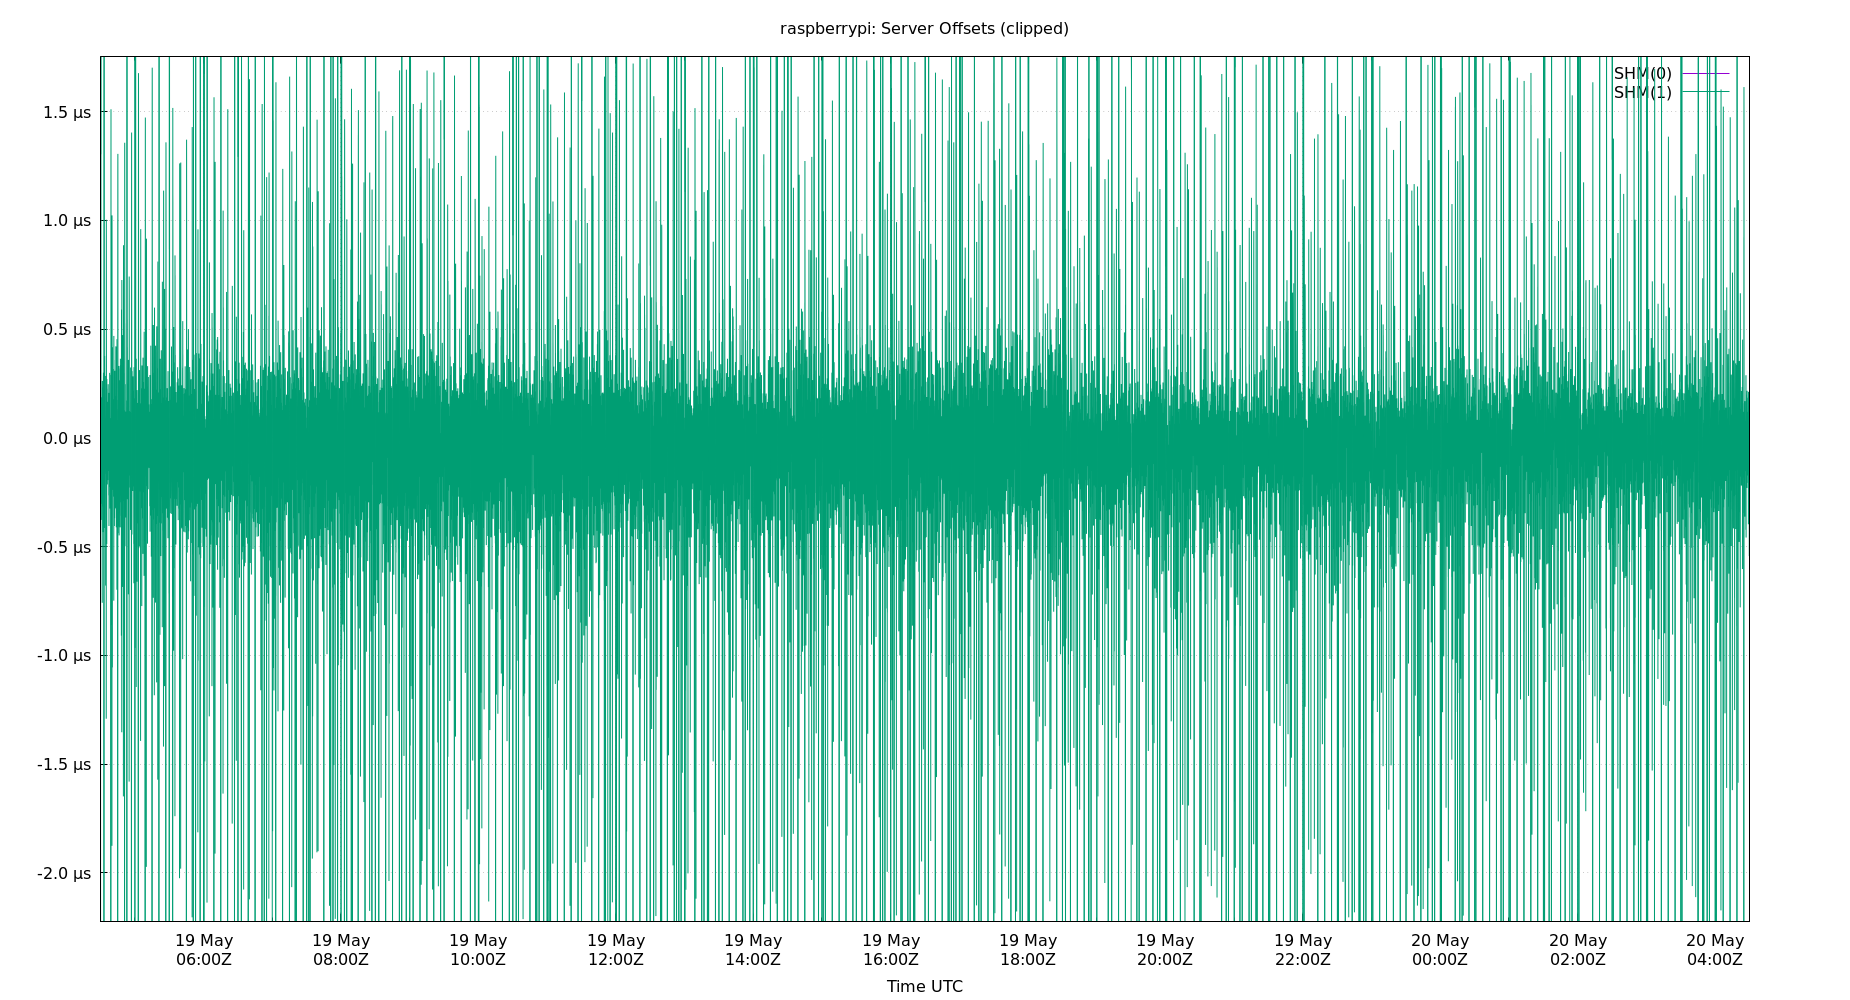 raspberrypi: Server Offsets (clipped)
SHM(0)
SHM(1)
1.5 µs
1.0 µs
0.5 µs
0.0 µs
-0.5 µs
-1.0 µs
-1.5 µs
-2.0 µs
19 May 19 May 19 May 19 May 19 May 19 May 19 May 19 May 19 May 20 May 20 May 20 May
06:00Z 08:00Z 10:00Z 12:00Z 14:00Z 16:00Z 18:00Z 20:00Z 22:00Z 00:00Z 02:00Z 04:00Z
Time UTC